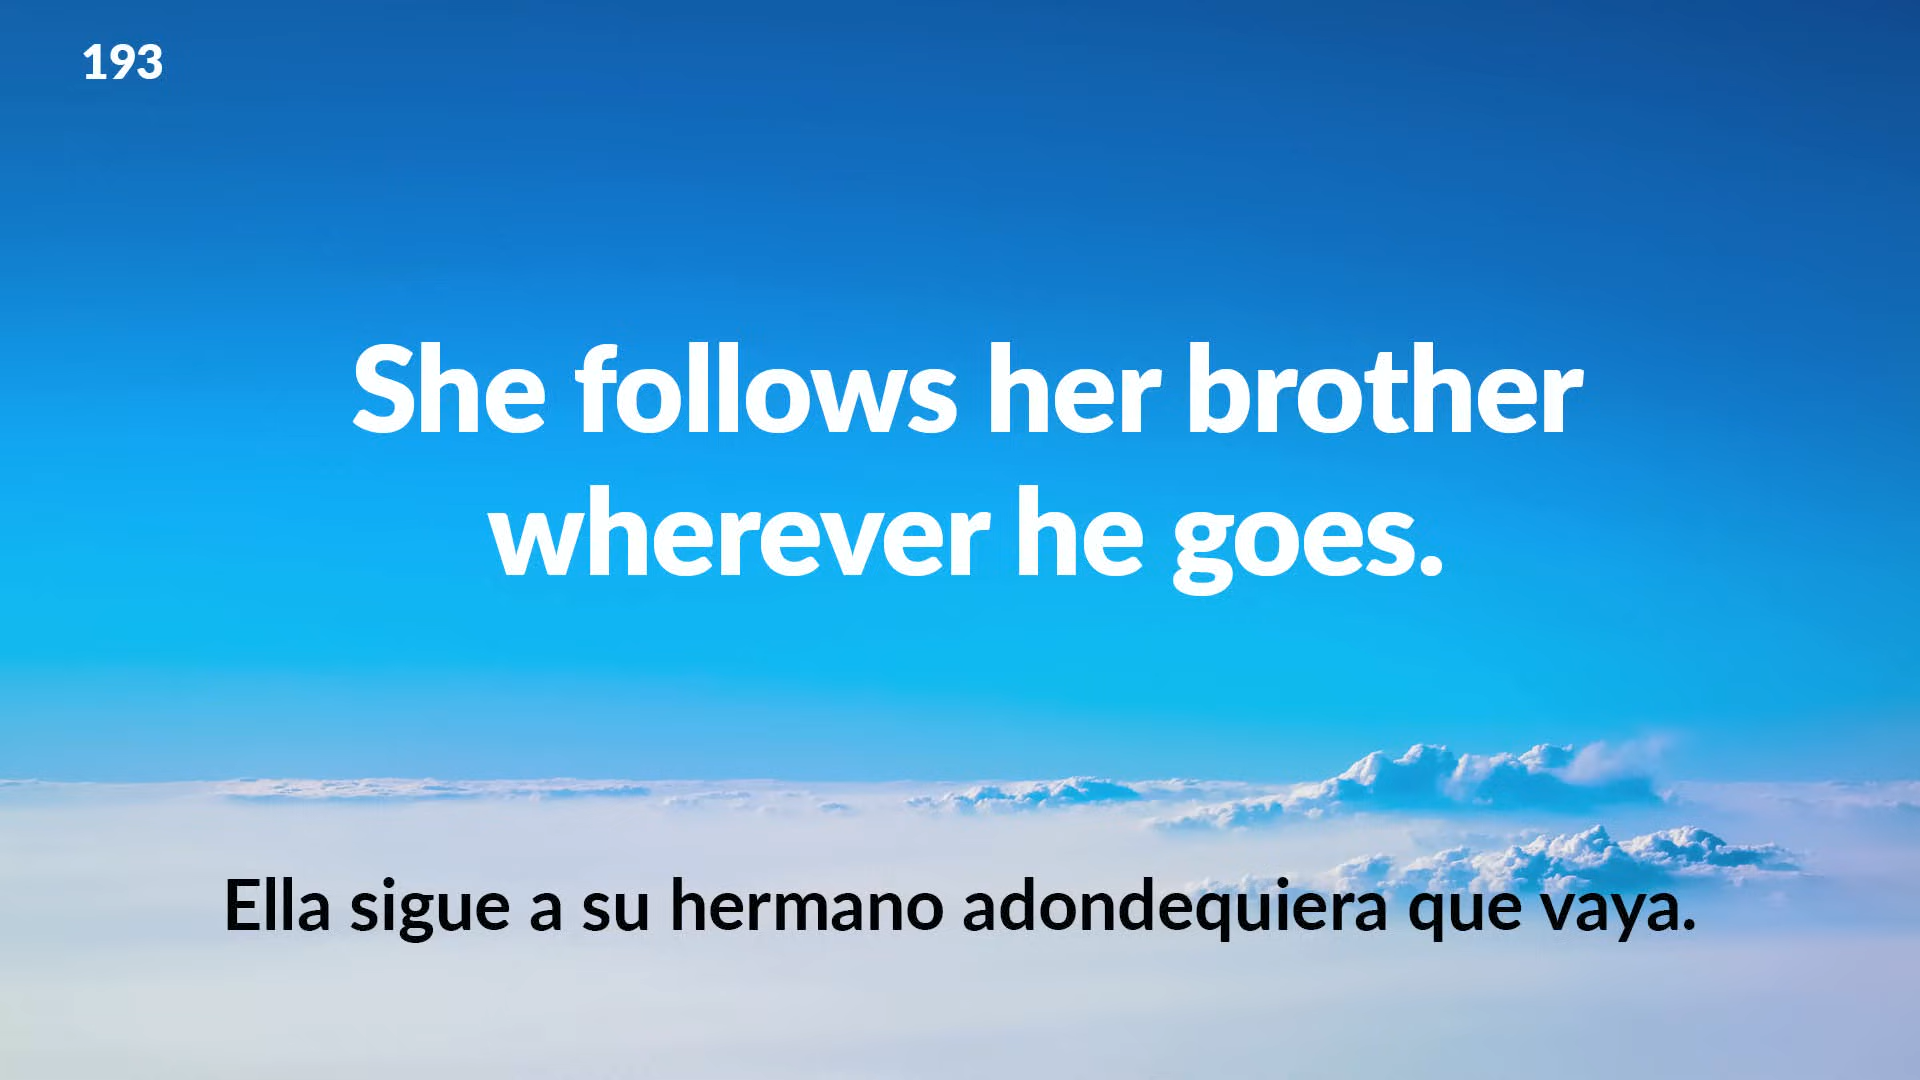 193
She follows her brother
wherever he goes.
Ella sigue a su hermano adondequiera que vaya.